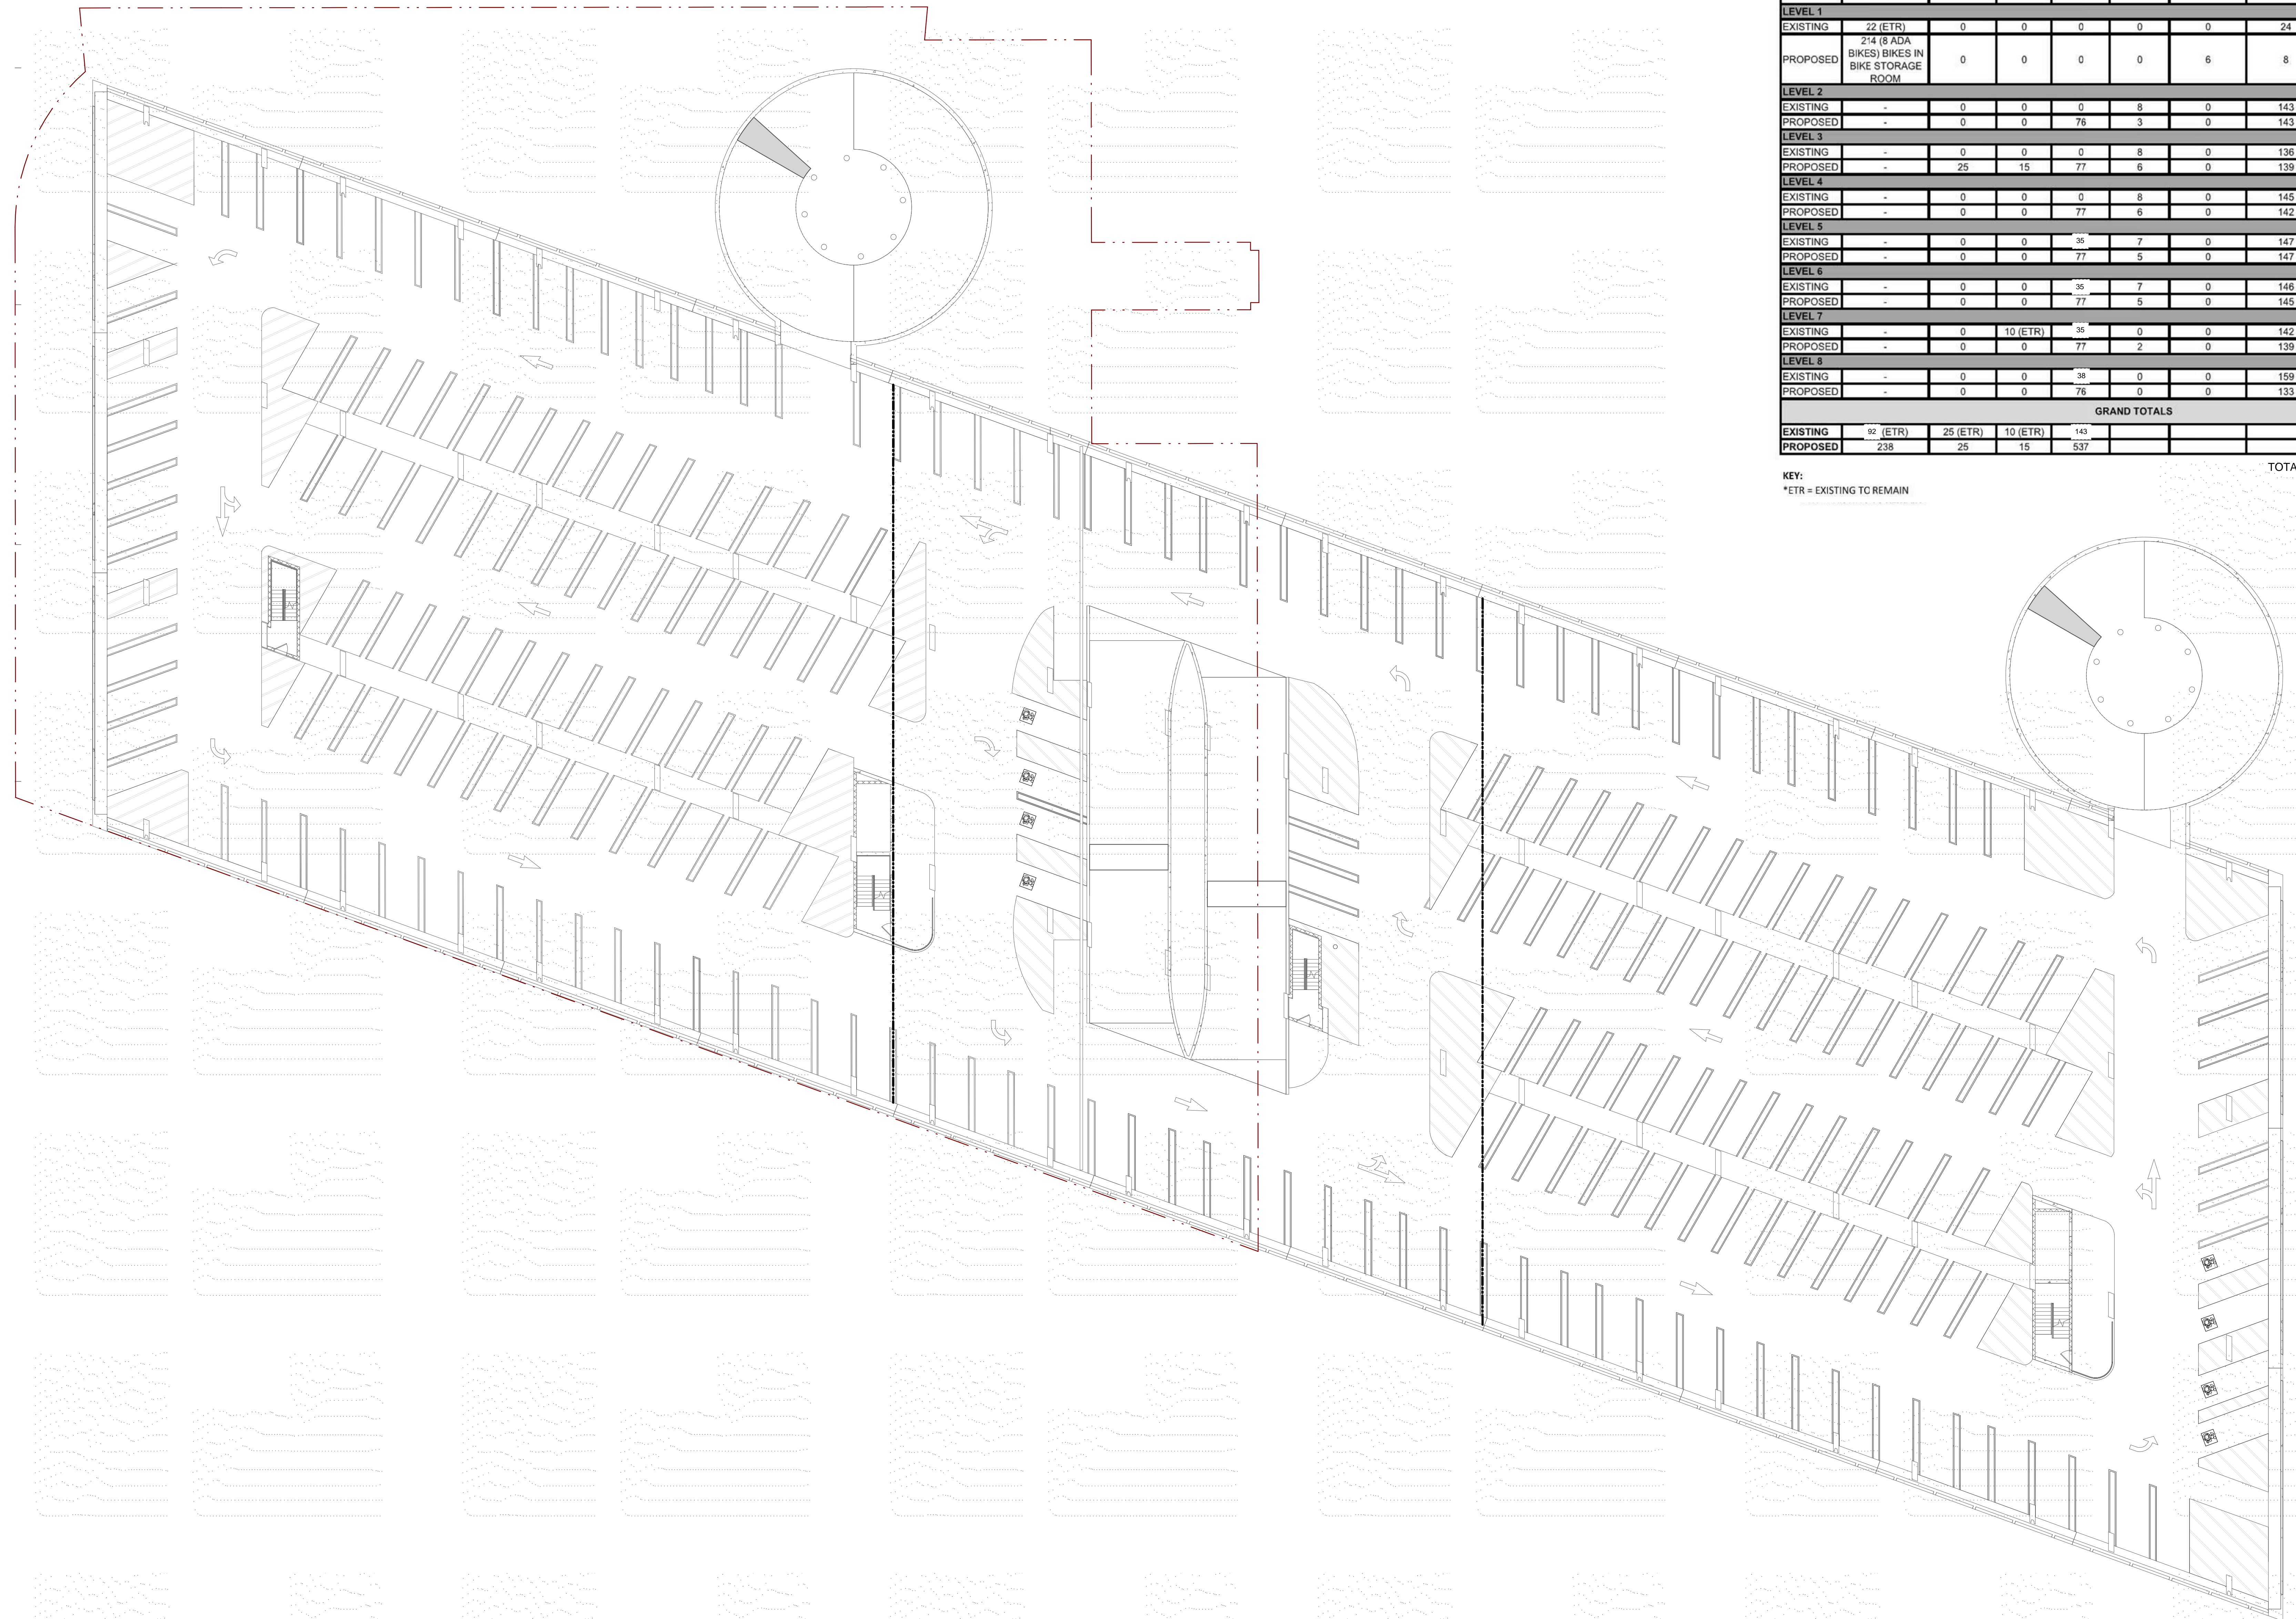 LEVEL 1
EXISTING 22 (ETR) 0 0 0 0 0 24
214 (8 ADA
BIKES) BIKES IN
PROPOSED BIKE STORAGE 0 0 0 0 6 8
ROOM
LEVEL 2
EXISTING - 0 0 0 8 0 143
PROPOSED - 0 0 76 3 0 143
LEVEL 3
EXISTING - 0 0 0 8 0 136
PROPOSED - 25 15 77 6 0 139
LEVEL 4
EXISTING - 0 0 0 8 0 145
PROPOSED - 0 0 77 6 0 142
LEVEL 5
EXISTING - 0 0 35 7 0 147
PROPOSED - 0 0 77 5 0 147
LEVEL 6
EXISTING - 0 0 35 7 0 146
PROPOSED - 0 0 77 5 0 145
LEVEL 7
EXISTING - 0 10 (ETR) 35 0 0 142
PROPOSED - 0 0 77 2 0 139
LEVEL 8
EXISTING - 0 0 38 0 0 159
PROPOSED - 0 0 76 0 0 133
GRAND TOTALS
EXISTING 92 (ETR) 25 (ETR) 10 (ETR) 143
PROPOSED 238 25 15 537
TOTA
KEY:
*ETR = EXISTING TO REMAIN